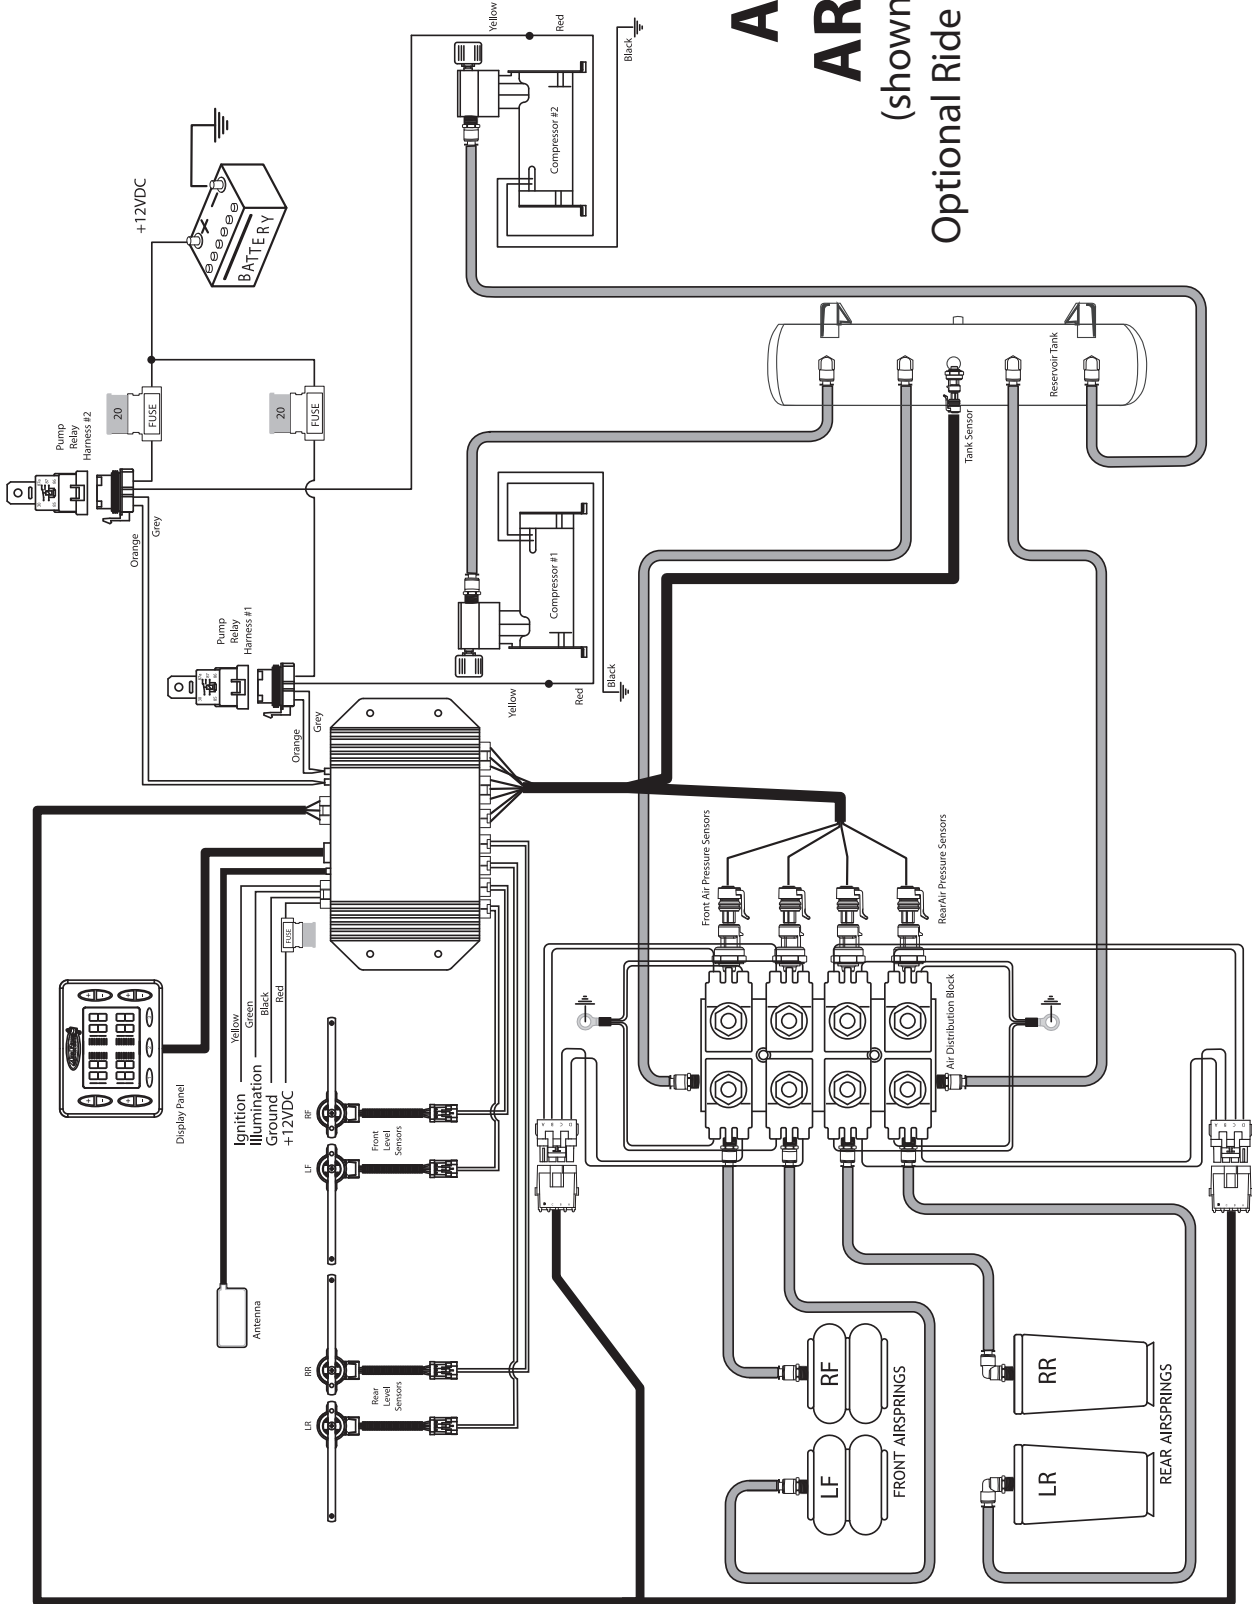 A
AR
(shown
Optional Ride
Yellow
Red
Black
Compressor #2
+12VDC
BATTERY
20
FUSE
20
FUSE
Pump
Relay
Harness #2
Orange
Grey
Pump
Relay
Harness #1
Orange
Grey
Compressor #1
Black
Yellow
Red
Reservoir Tank
Tank Sensor
Front Air Pressure Sensors
RearAir Pressure Sensors
Air Distribution Block
Display Panel
FUSE
Yellow
Green
Black
Red
Ignition
Illumination
Ground
+12VDC
Antenna
RF
LF
Front
Level
Sensors
RR
LR
Rear
Level
Sensors
A B C D
A B C D
RF
LF
FRONT AIRSPRINGS
RR
LR
REAR AIRSPRINGS